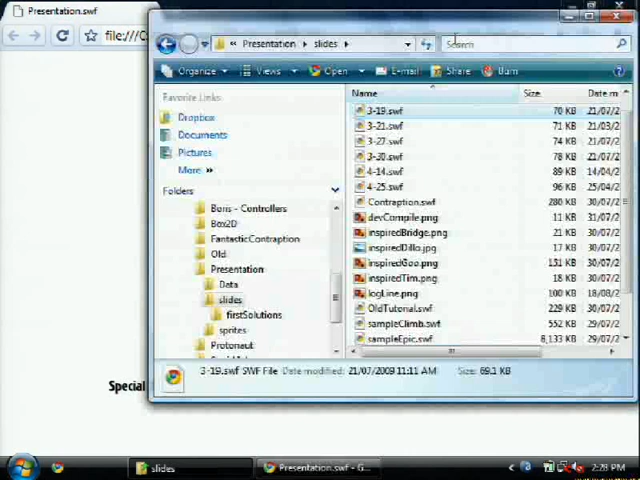 Presentation.swf
file:///C:
Presentation
slides
Search
Organize
Views
Open
E-mail
Share
Burn
Favorite Links
Dropbox
Documents
Pictures
More
Folders
Boris - Controllers
Box2D
FantasticContraption
Old
Presentation
Data
slides
firstSolutions
sprites
Protonaut
Name Size Date m
3-19.swf 70 KB 21/07/2
3-21.swf 71 KB 21/03/2
3-27.swf 74 KB 21/07/2
3-30.swf 78 KB 21/07/2
4-14.swf 89 KB 14/04/2
4-25.swf 96 KB 25/04/2
Contraption.swf 280 KB 30/07/2
devCompile.png 11 KB 31/07/2
inspiredBridge.png 21 KB 30/07/2
inspiredDillo.jpg 17 KB 30/07/2
inspiredGoo.png 151 KB 30/07/2
inspiredTim.png 18 KB 30/07/2
logLine.png 100 KB 18/08/2
OldTutorial.swf 229 KB 30/07/2
sampleClimb.swf 552 KB 29/07/2
sampleEpic.swf 8,133 KB 29/07/2
3-19.swf SWF File Date modified: 21/07/2009 11:11 AM Size: 69.1 KB
Special
slides
Presentation.swf - G...
2:28 PM